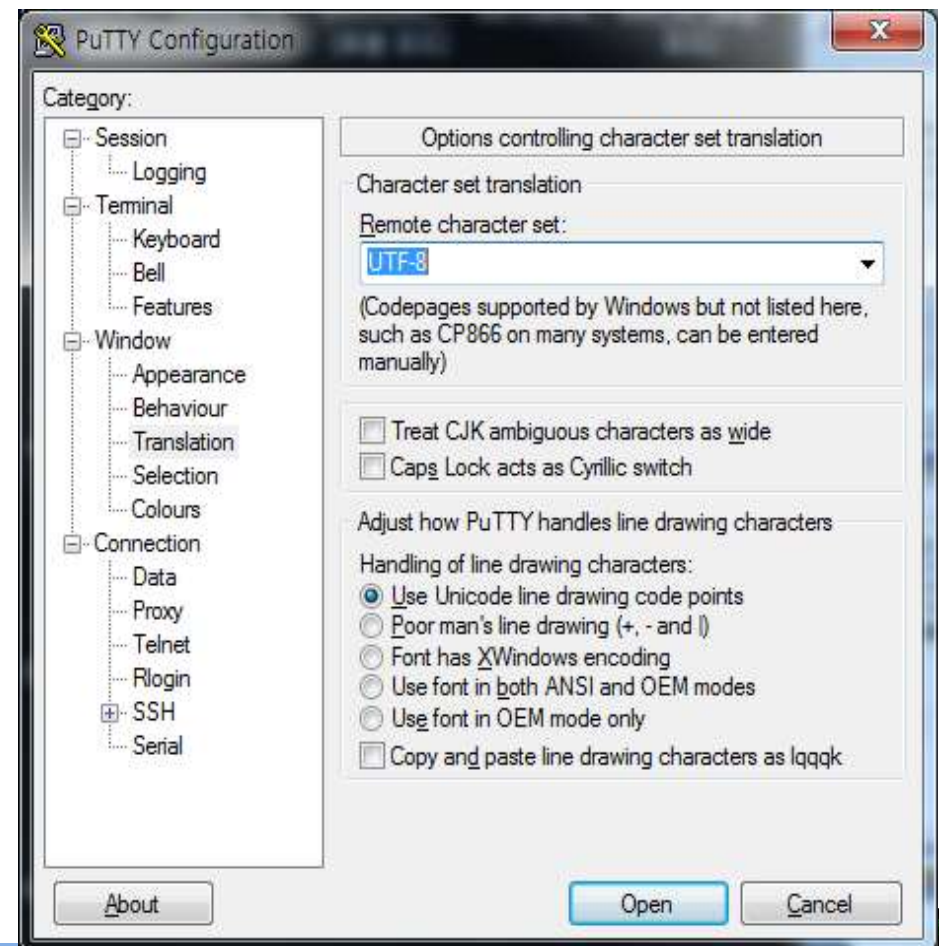 PuTTY Configuration
Category:
Session
Logging
Terminal
Keyboard
Bell
Features
Window
Appearance
Behaviour
Translation
Selection
Colours
Connection
Data
Proxy
Telnet
Rlogin
SSH
Serial
Options controlling character set translation
Character set translation
Remote character set:
UTF-8
(Codepages supported by Windows but not listed here,
such as CP866 on many systems, can be entered
manually)
Treat CJK ambiguous characters as wide
Caps Lock acts as Cyrillic switch
Adjust how PuTTY handles line drawing characters
Handling of line drawing characters:
Use Unicode line drawing code points
Poor man's line drawing (+, - and |)
Font has XWindows encoding
Use font in both ANSI and OEM modes
Use font in OEM mode only
Copy and paste line drawing characters as lqqqk
About
Open
Cancel